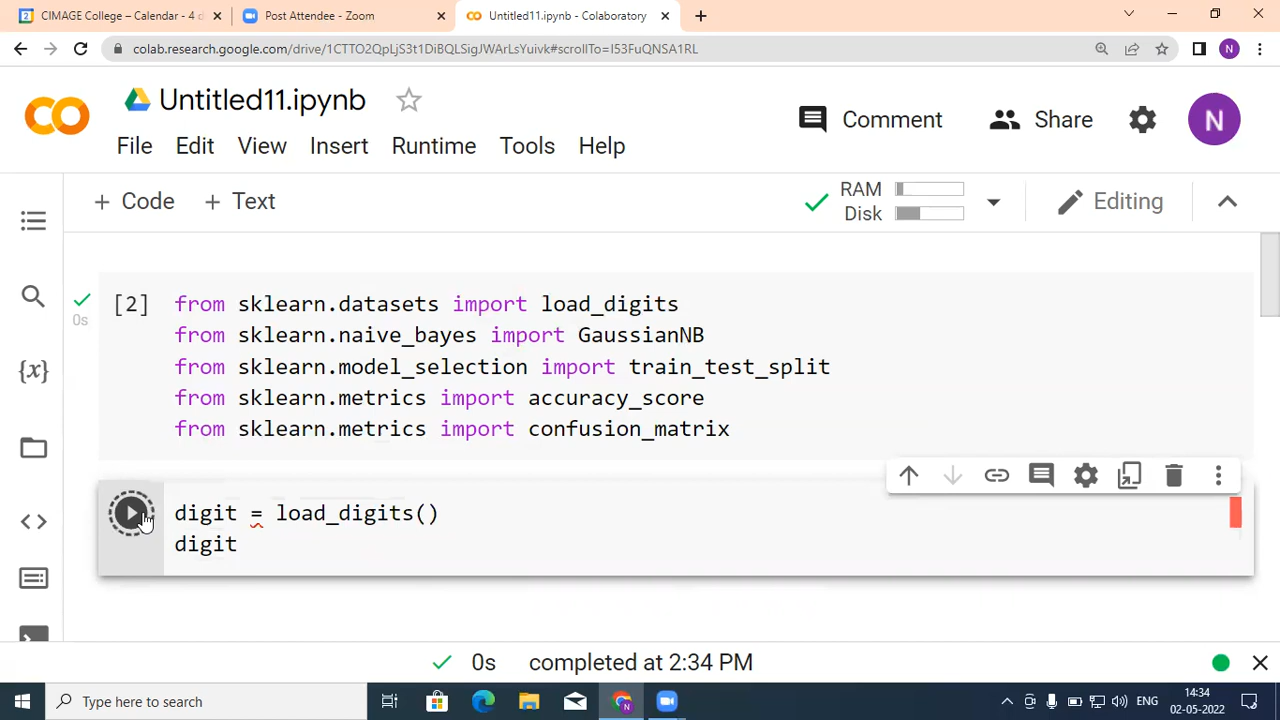 CIMAGE College – Calendar - 4 d
Post Attendee - Zoom
Untitled11.ipynb - Colaboratory
colab.research.google.com/drive/1CTTO2QpLjS3t1DiBQLSigJWArLsYuivk#scrollTo=I53FuQNSA1RL
N
Untitled11.ipynb
Comment
Share
N
File Edit View Insert Runtime Tools Help
+ Code + Text
RAM
Disk
Editing
[2] from sklearn.datasets import load_digits
0s
from sklearn.naive_bayes import GaussianNB
from sklearn.model_selection import train_test_split
{x}
from sklearn.metrics import accuracy_score
from sklearn.metrics import confusion_matrix
digit = load_digits()
digit
0s completed at 2:34 PM
Type here to search
ENG
14:34
02-05-2022